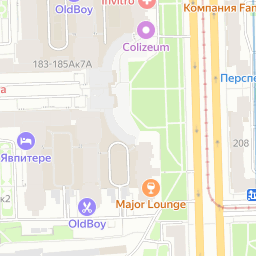 OldBoy
Invitro
Компания Fan
Colizeum
183-185Ак7А
Перспе
а
Явпитере
208
к2
Major Lounge
OldBoy